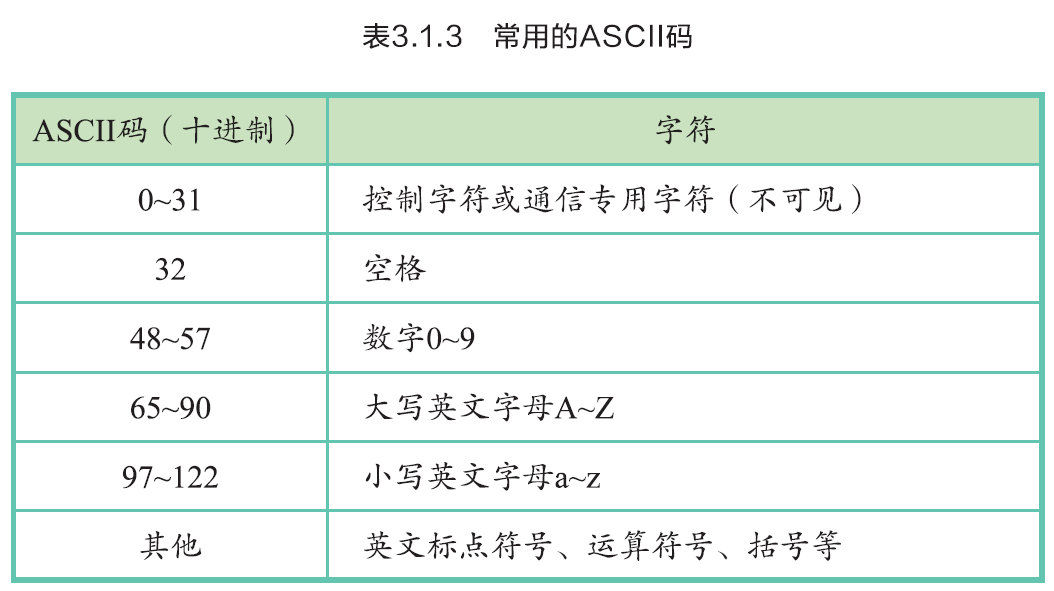 表3.1.3 常用的ASCII码
ASCII码（十进制） 字符
0~31 控制字符或通信专用字符（不可见）
32 空格
48~57 数字0~9
65~90 大写英文字母A~Z
97~122 小写英文字母a~z
其他 英文标点符号、运算符号、括号等